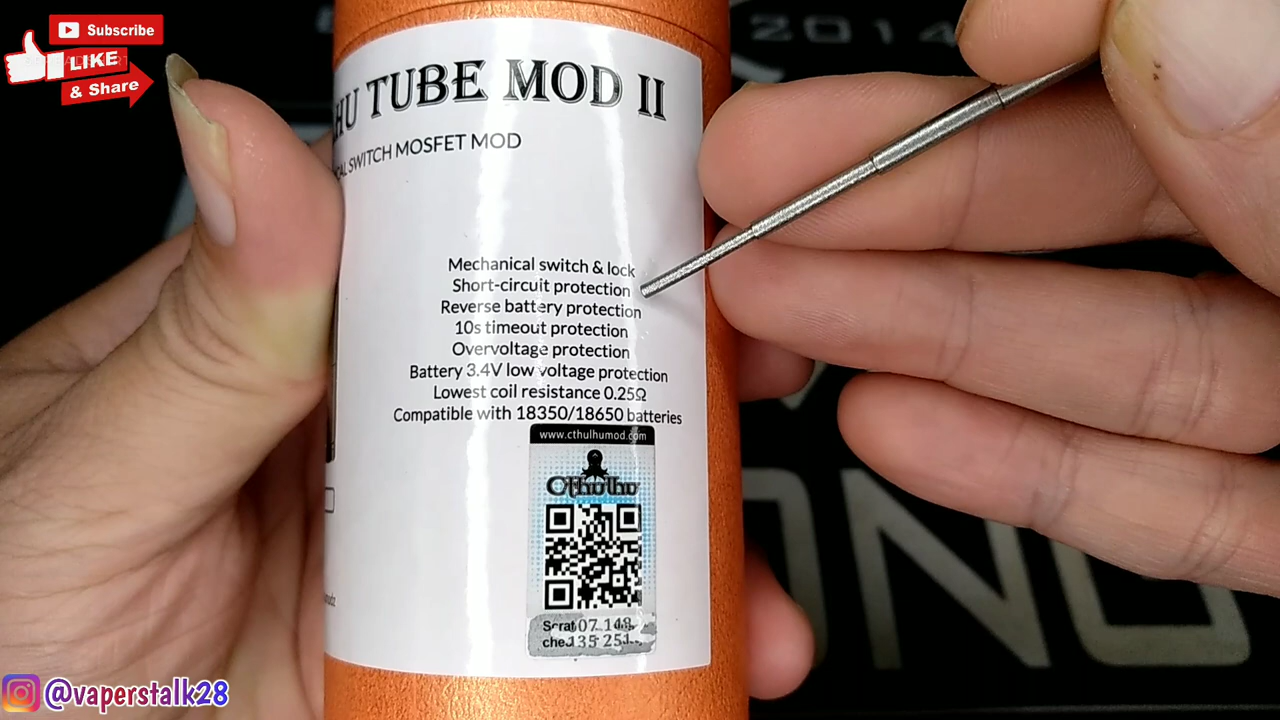 Subscribe
LIKE
& Share
2014
HU TUBE MOD II
CAL SWITCH MOSFET MOD
Mechanical switch & lock
Short-circuit protection
Reverse battery protection
10s timeout protection
Overvoltage protection
Battery 3.4V low voltage protection
Lowest coil resistance 0.25Ω
Compatible with 18350/18650 batteries
www.cthulhumod.com
Cthulhu
@vaperstalk28